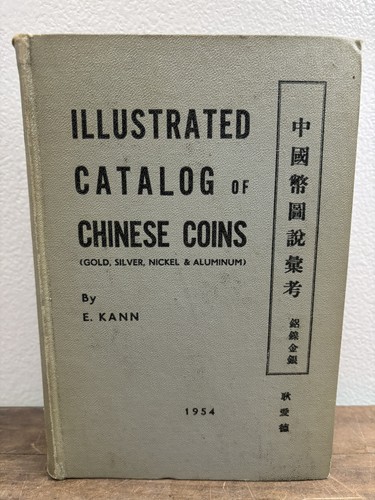 ILLUSTRATED
CATALOG OF
CHINESE COINS
(GOLD, SILVER, NICKEL & ALUMINUM)
By
E. KANN
1954
中國幣圖說彙考
鋁鎳金銀
耿愛德